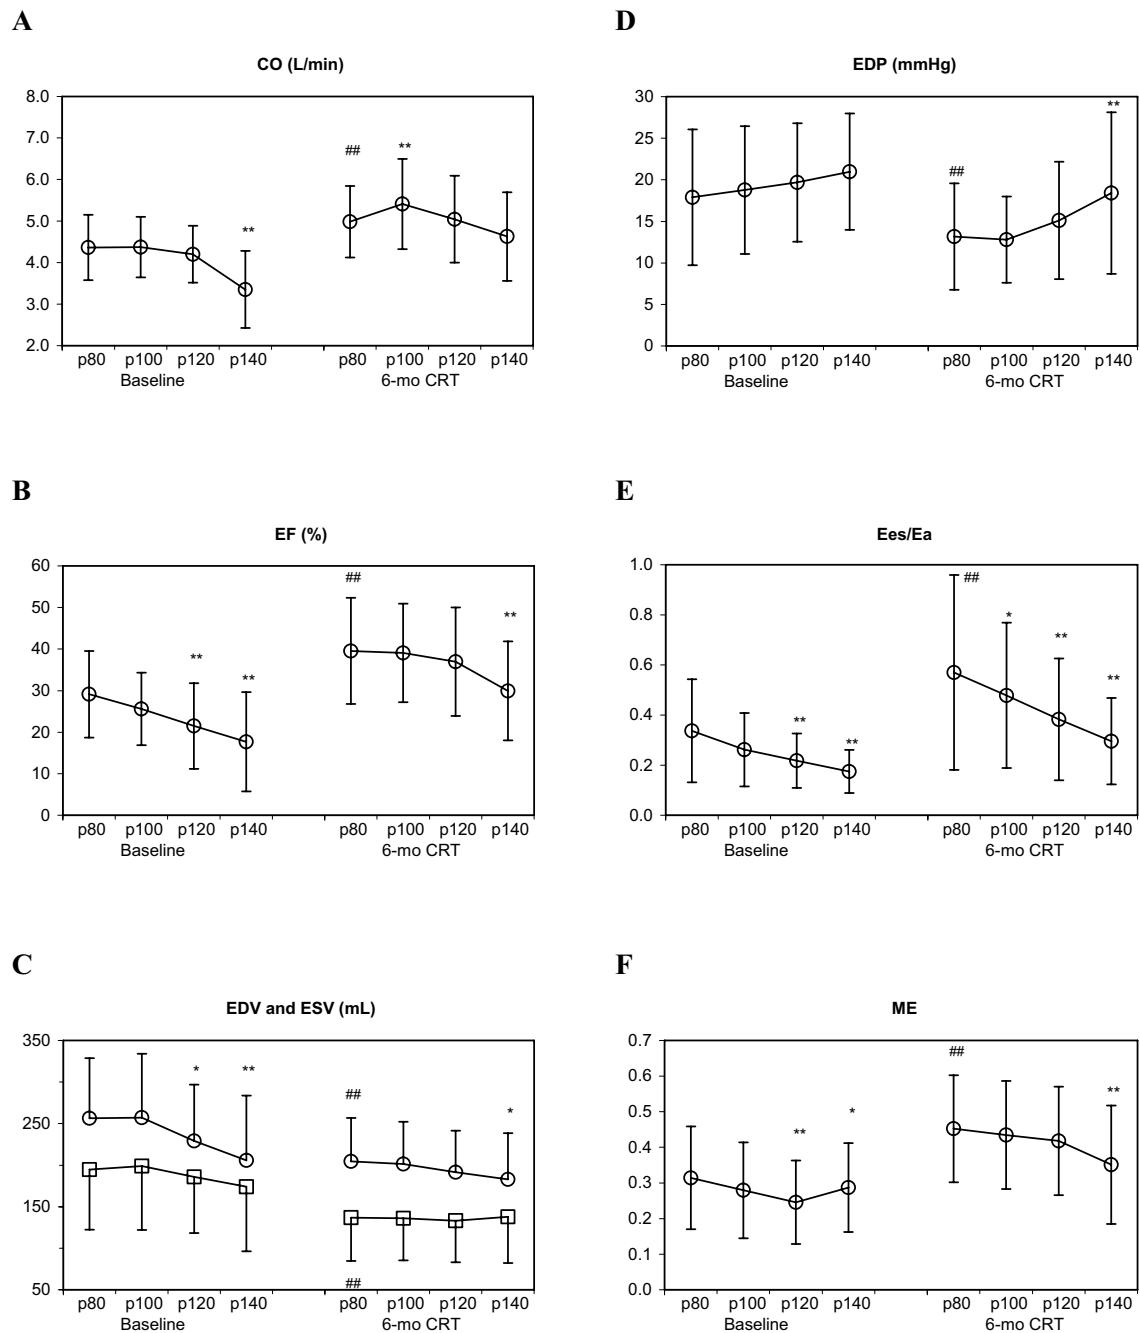 A
CO (L/min)
8.0
7.0
6.0
5.0
4.0
3.0
2.0
## **
**
p80 p100 p120 p140 p80 p100 p120 p140
Baseline 6-mo CRT
D
EDP (mmHg)
30
25
20
15
10
5
0
**
##
p80 p100 p120 p140 p80 p100 p120 p140
Baseline 6-mo CRT
B
EF (%)
60
50
40
30
20
10
0
##
**
** **
p80 p100 p120 p140 p80 p100 p120 p140
Baseline 6-mo CRT
E
Ees/Ea
1.0
0.8
0.6
0.4
0.2
0.0
##
*
**
**
** **
p80 p100 p120 p140 p80 p100 p120 p140
Baseline 6-mo CRT
C
EDV and ESV (mL)
350
250
150
50
* **
##
*
##
p80 p100 p120 p140 p80 p100 p120 p140
Baseline 6-mo CRT
F
ME
0.7
0.6
0.5
0.4
0.3
0.2
0.1
0.0
##
**
*
**
p80 p100 p120 p140 p80 p100 p120 p140
Baseline 6-mo CRT